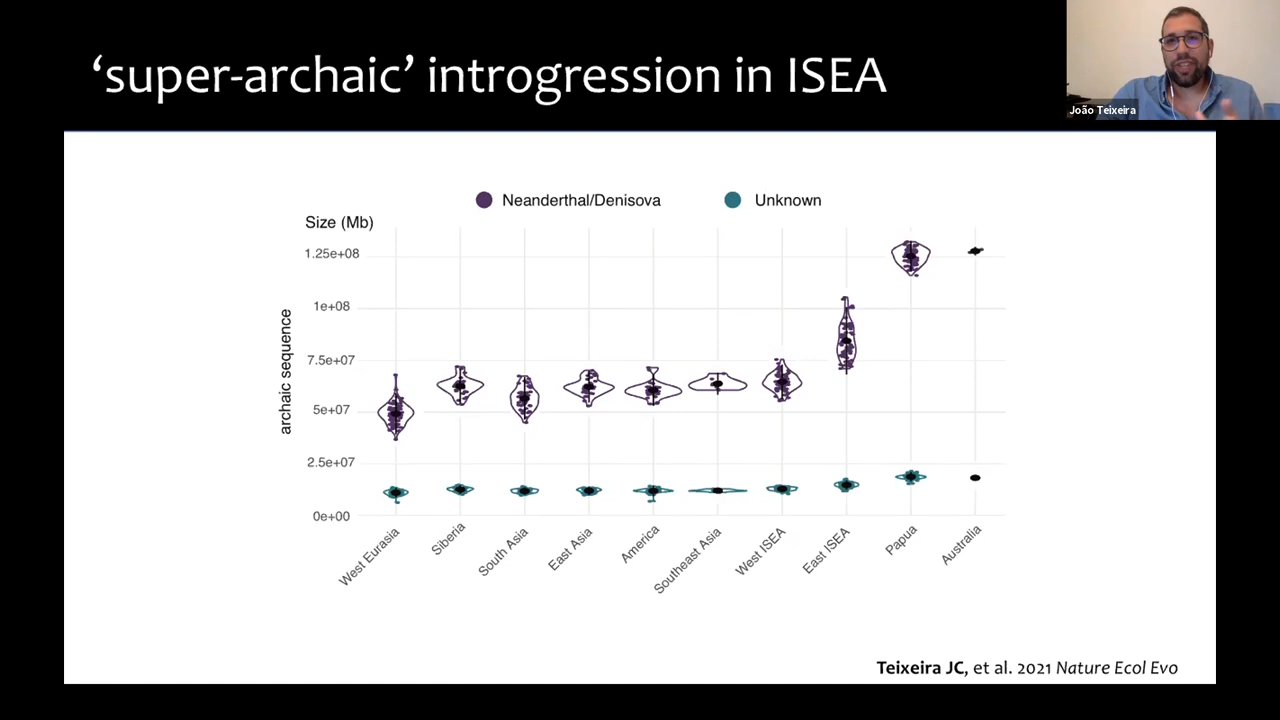 ‘super-archaic’ introgression in ISEA
João Teixeira
Neanderthal/Denisova
Unknown
Size (Mb)
1.25e+08
1e+08
7.5e+07
5e+07
2.5e+07
0e+00
archaic sequence
West Eurasia
Siberia
South Asia
East Asia
America
Southeast Asia
West ISEA
East ISEA
Papua
Australia
Teixeira JC, et al. 2021 Nature Ecol Evo